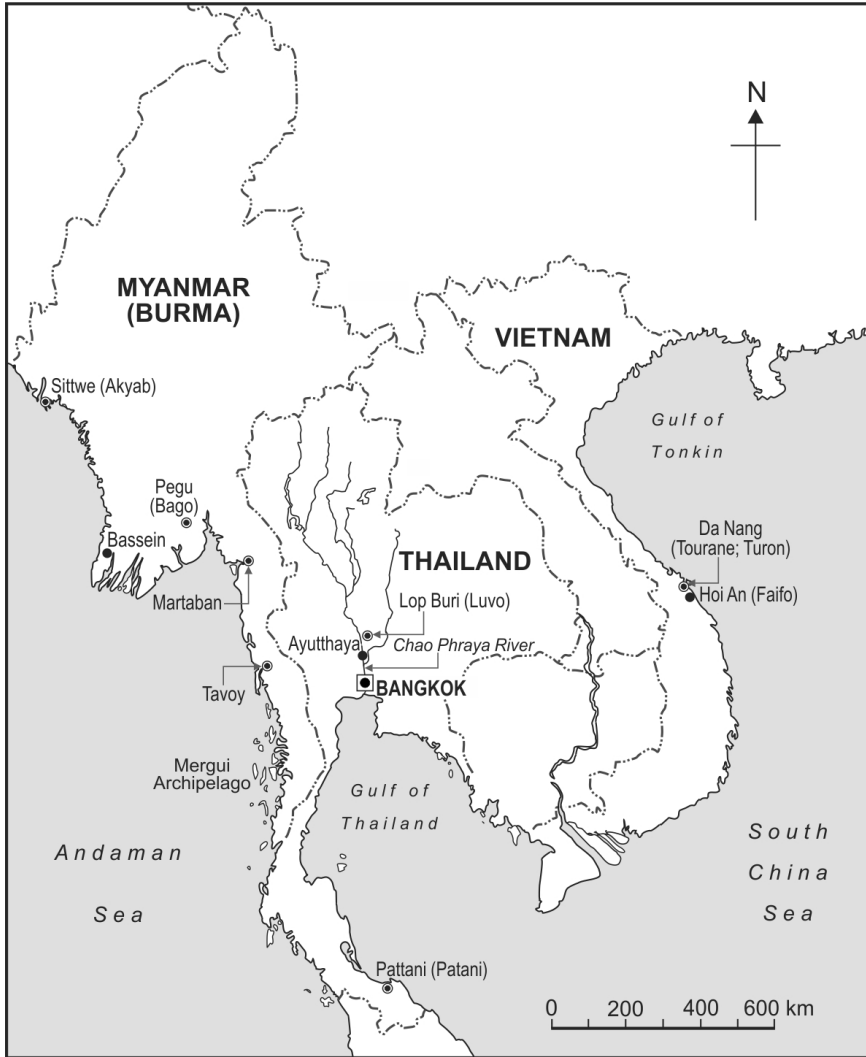 N
MYANMAR
(BURMA)
VIETNAM
Sittwe (Akyab)
Gulf of
Tonkin
Pegu
(Bago)
Bassein
Da Nang
(Tourane; Turon)
THAILAND
Martaban
Lop Buri (Luvo)
Hoi An (Faifo)
Ayutthaya
Chao Phraya River
Tavoy
BANGKOK
Mergui
Archipelago
Gulf of
Thailand
Andaman
Sea
South
China
Sea
Pattani (Patani)
0 200 400 600 km